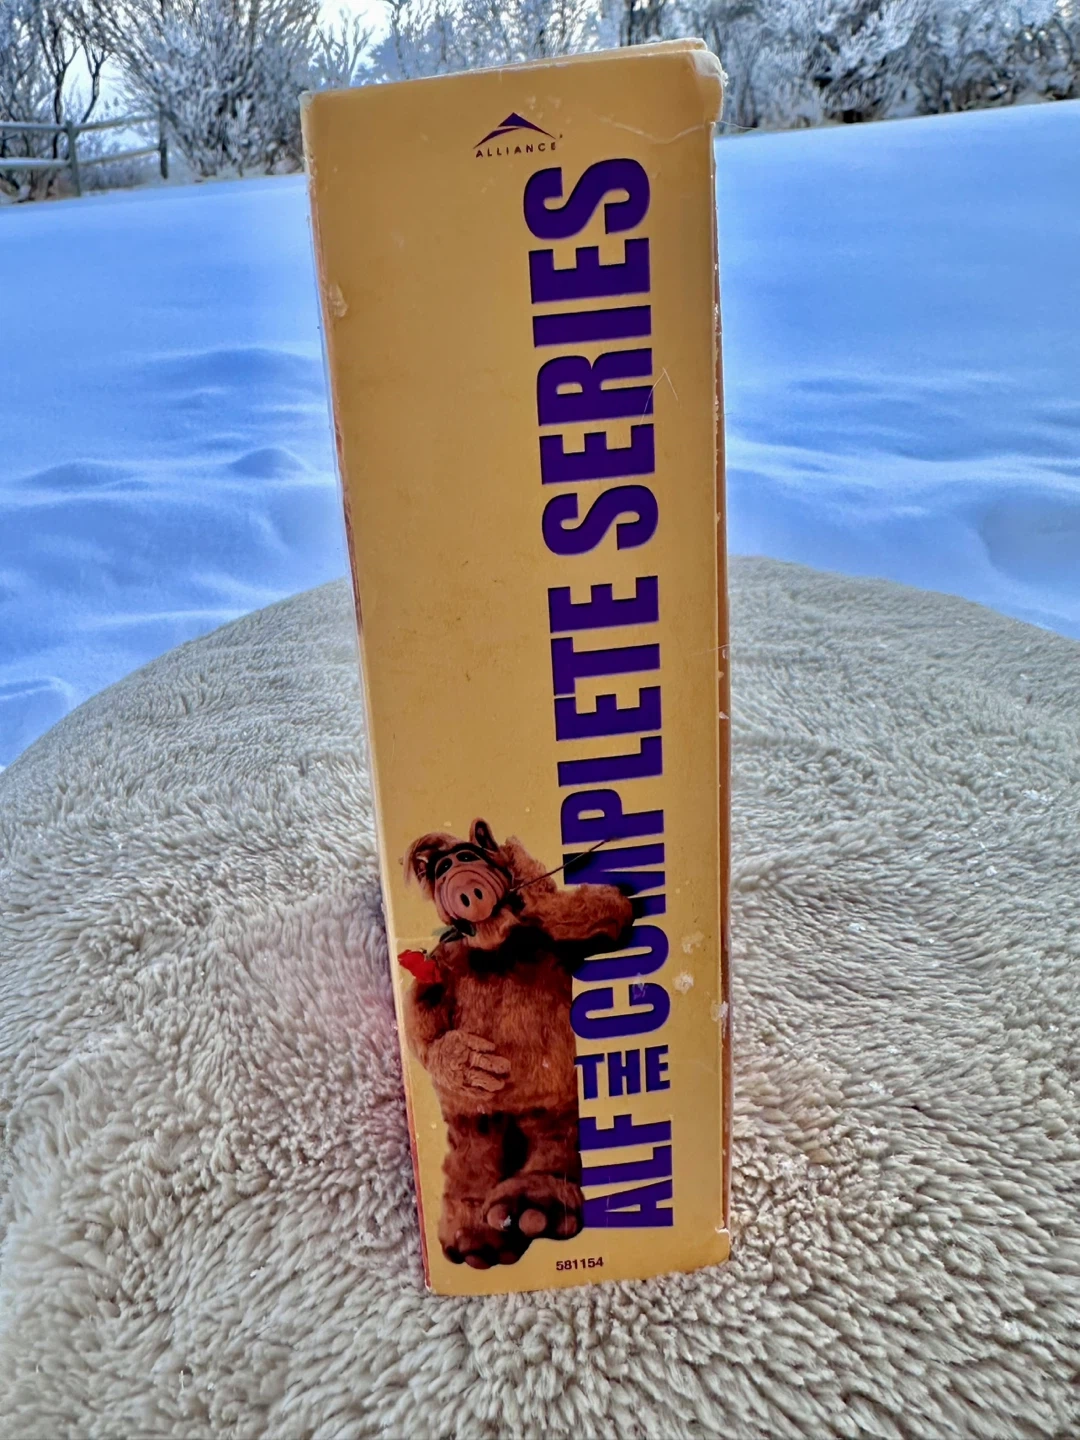 ALLIANCE
ALF THE COMPLETE SERIES
581154